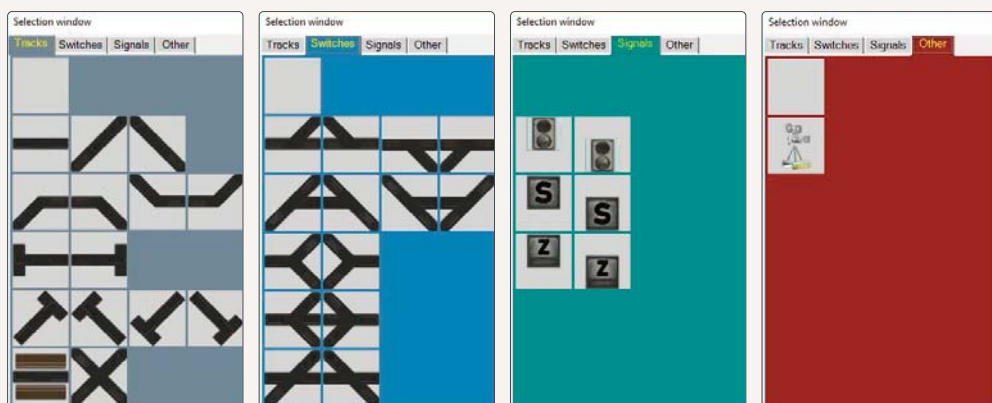 Selection window
Tracks Switches Signals Other
Selection window
Tracks Switches Signals Other
Selection window
Tracks Switches Signals Other
S
S
Z
Z
Selection window
Tracks Switches Signals Other